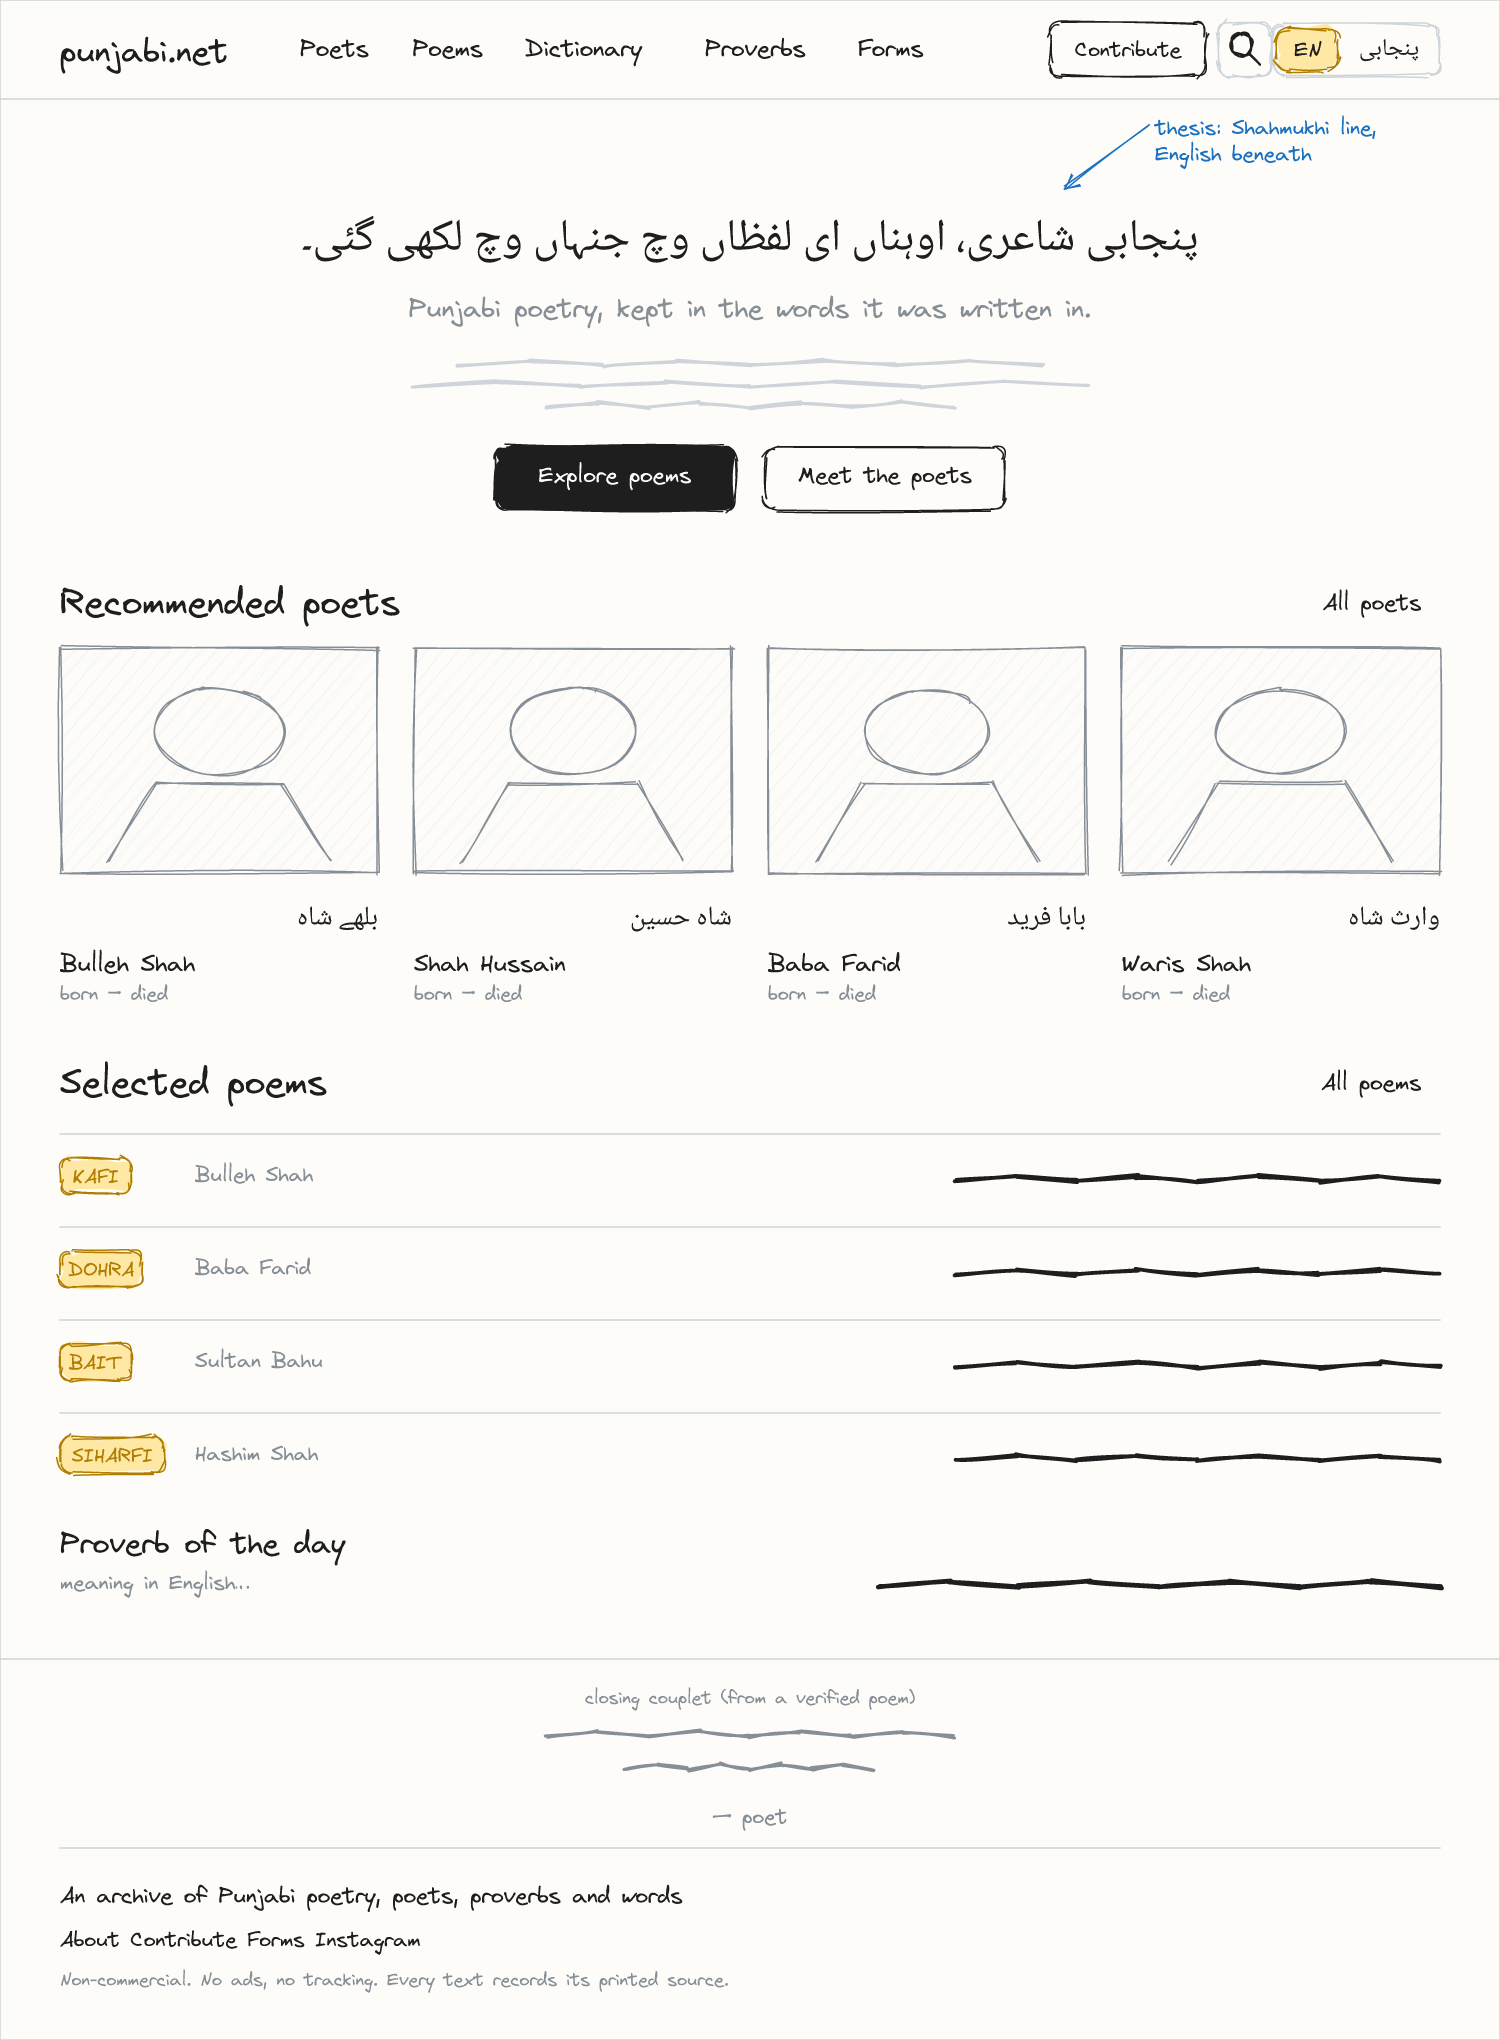 punjabi.net
Poets
Poems
Dictionary
Proverbs
Forms
Contribute
EN
پنجابی
thesis: Shahmukhi line,
English beneath
پنجابی شاعری، اوہناں ای لفظاں وچ جنہاں وچ لکھی گئی۔
Punjabi poetry, kept in the words it was written in.
Explore poems
Meet the poets
Recommended poets
All poets
بلھے شاہ
Bulleh Shah
born — died
شاہ حسین
Shah Hussain
born — died
بابا فرید
Baba Farid
born — died
وارث شاہ
Waris Shah
born — died
Selected poems
All poems
KAFI
Bulleh Shah
DOHRA
Baba Farid
BAIT
Sultan Bahu
SIHARFI
Hashim Shah
Proverb of the day
meaning in English...
closing couplet (from a verified poem)
— poet
An archive of Punjabi poetry, poets, proverbs and words
About Contribute Forms Instagram
Non-commercial. No ads, no tracking. Every text records its printed source.